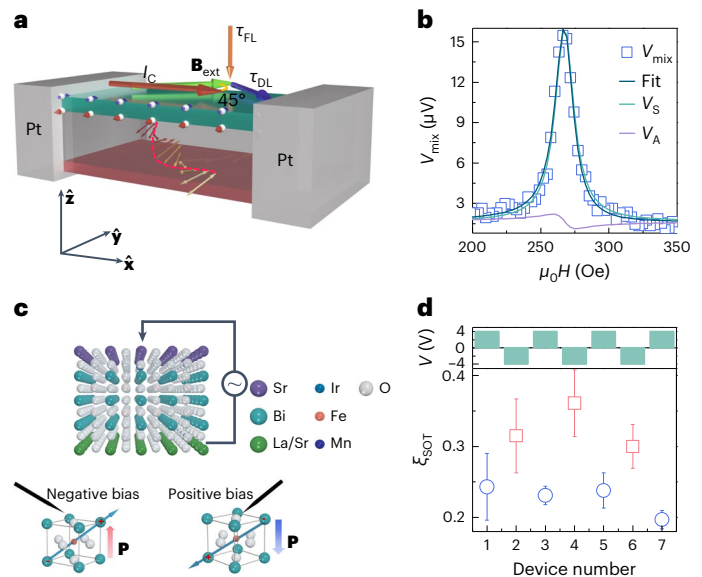 a
τFL
IC
Bext
τDL
45°
Pt
Pt
ẑ
ŷ
x̂
b
15
12
9
6
3
Vmix (µV)
Vmix
Fit
VS
VA
200
250
300
350
µ0H (Oe)
c
~
Sr
Ir
O
Bi
Fe
La/Sr
Mn
Negative bias
Positive bias
P
P
+
+
d
V (V)
4
0
−4
0.4
0.3
0.2
ξSOT
1 2 3 4 5 6 7
Device number